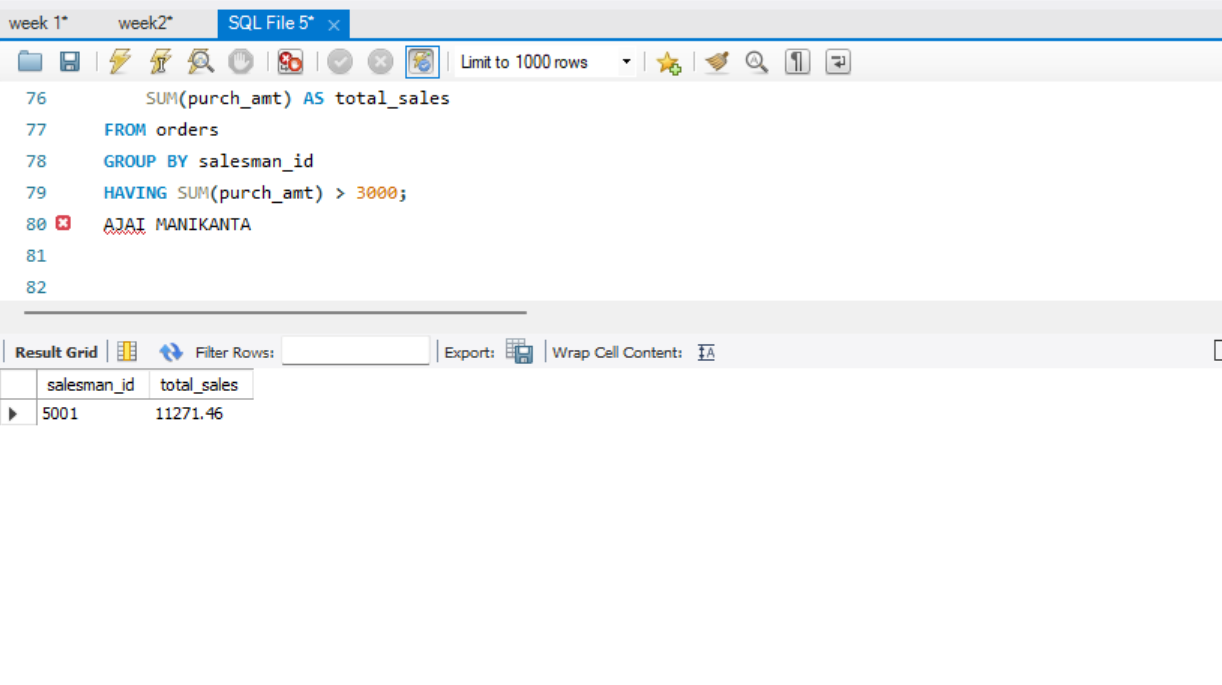 week 1* week2* SQL File 5*
Limit to 1000 rows
76 SUM(purch_amt) AS total_sales
77 FROM orders
78 GROUP BY salesman_id
79 HAVING SUM(purch_amt) > 3000;
80 AJAI MANIKANTA
81
82
Result Grid Filter Rows: Export: Wrap Cell Content:
salesman_id total_sales
5001 11271.46